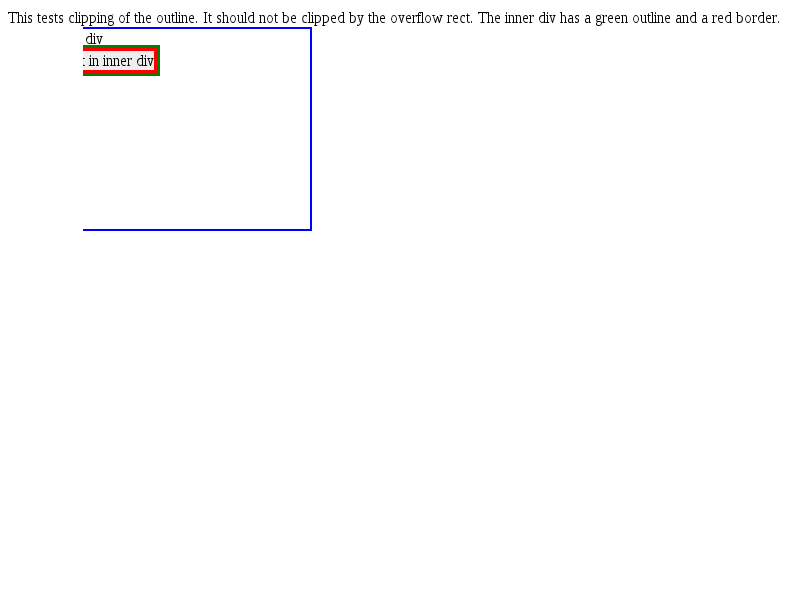 This tests clipping of the outline. It should not be clipped by the overflow rect. The inner div has a green outline and a red border.
div
in inner div